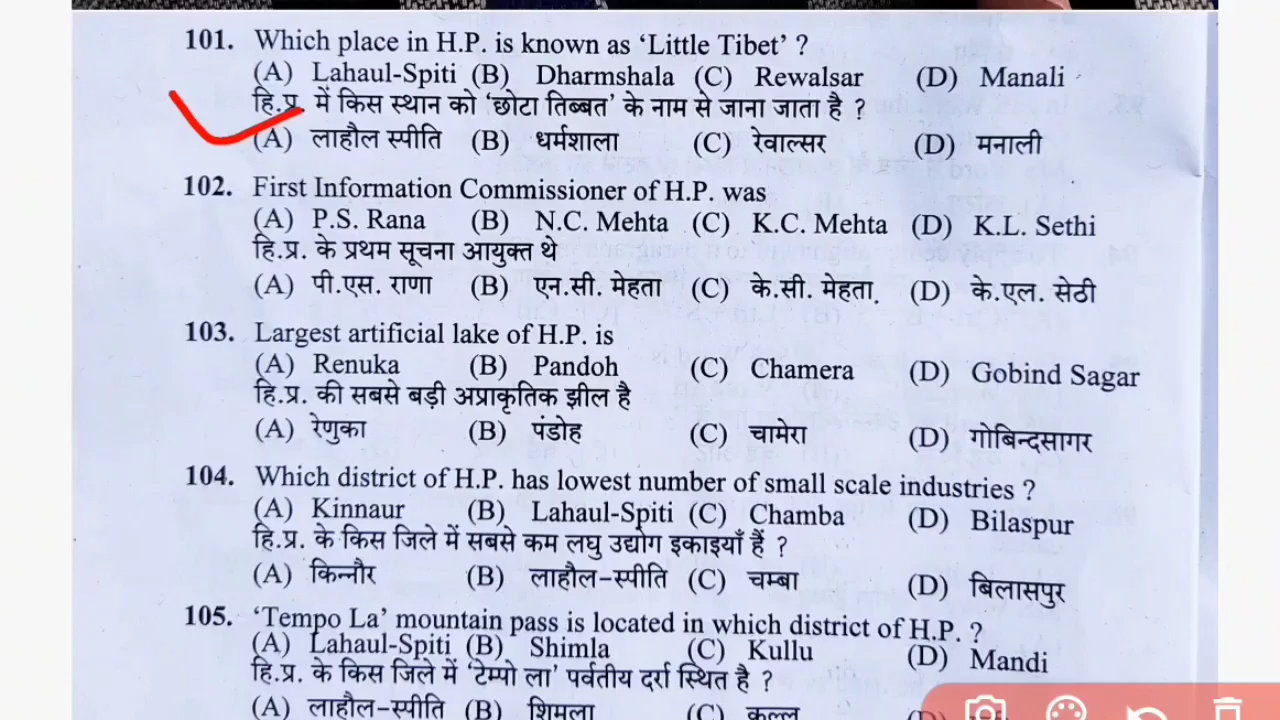 101. Which place in H.P. is known as ‘Little Tibet’ ?
(A) Lahaul-Spiti (B) Dharmshala (C) Rewalsar (D) Manali
हि.प्र. में किस स्थान को ‘छोटा तिब्बत’ के नाम से जाना जाता है ?
(A) लाहौल स्पीति (B) धर्मशाला (C) रेवाल्सर (D) मनाली
102. First Information Commissioner of H.P. was
(A) P.S. Rana (B) N.C. Mehta (C) K.C. Mehta (D) K.L. Sethi
हि.प्र. के प्रथम सूचना आयुक्त थे
(A) पी.एस. राणा (B) एन.सी. मेहता (C) के.सी. मेहता. (D) के.एल. सेठी
103. Largest artificial lake of H.P. is
(A) Renuka (B) Pandoh (C) Chamera (D) Gobind Sagar
हि.प्र. की सबसे बड़ी अप्राकृतिक झील है
(A) रेणुका (B) पंडोह (C) चामेरा (D) गोबिन्दसागर
104. Which district of H.P. has lowest number of small scale industries ?
(A) Kinnaur (B) Lahaul-Spiti (C) Chamba (D) Bilaspur
हि.प्र. के किस जिले में सबसे कम लघु उद्योग इकाइयाँ हैं ?
(A) किन्नौर (B) लाहौल-स्पीति (C) चम्बा (D) बिलासपुर
105. ‘Tempo La’ mountain pass is located in which district of H.P. ?
(A) Lahaul-Spiti (B) Shimla (C) Kullu (D) Mandi
हि.प्र. के किस जिले में ‘टेम्पो ला’ पर्वतीय दर्रा स्थित है ?
(A) लाहौल-स्पीति (B) शिमला (C) कुल्लू